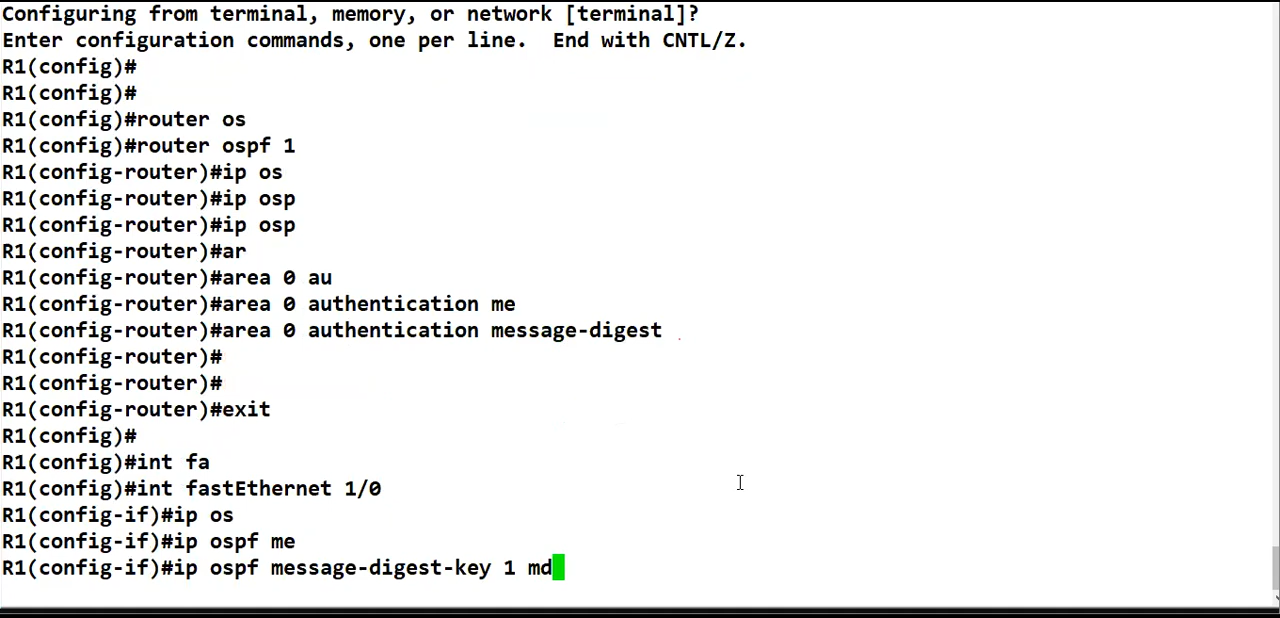 Configuring from terminal, memory, or network [terminal]?
Enter configuration commands, one per line.  End with CNTL/Z.
R1(config)#
R1(config)#
R1(config)#router os
R1(config)#router ospf 1
R1(config-router)#ip os
R1(config-router)#ip osp
R1(config-router)#ip osp
R1(config-router)#ar
R1(config-router)#area 0 au
R1(config-router)#area 0 authentication me
R1(config-router)#area 0 authentication message-digest
R1(config-router)#
R1(config-router)#
R1(config-router)#exit
R1(config)#
R1(config)#int fa
R1(config)#int fastEthernet 1/0
R1(config-if)#ip os
R1(config-if)#ip ospf me
R1(config-if)#ip ospf message-digest-key 1 md